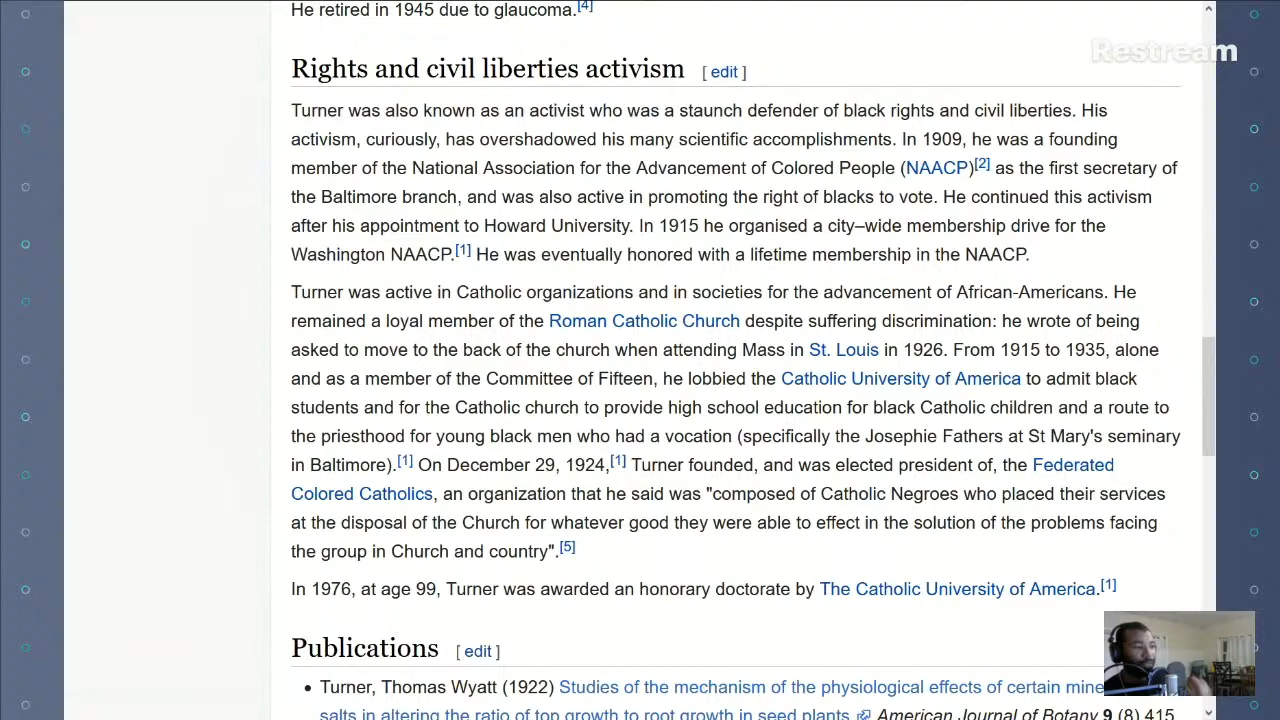 He retired in 1945 due to glaucoma.[4]
Restream
Rights and civil liberties activism [ edit ]
Turner was also known as an activist who was a staunch defender of black rights and civil liberties. His
activism, curiously, has overshadowed his many scientific accomplishments. In 1909, he was a founding
member of the National Association for the Advancement of Colored People (NAACP)[2] as the first secretary of
the Baltimore branch, and was also active in promoting the right of blacks to vote. He continued this activism
after his appointment to Howard University. In 1915 he organised a city–wide membership drive for the
Washington NAACP.[1] He was eventually honored with a lifetime membership in the NAACP.
Turner was active in Catholic organizations and in societies for the advancement of African-Americans. He
remained a loyal member of the Roman Catholic Church despite suffering discrimination: he wrote of being
asked to move to the back of the church when attending Mass in St. Louis in 1926. From 1915 to 1935, alone
and as a member of the Committee of Fifteen, he lobbied the Catholic University of America to admit black
students and for the Catholic church to provide high school education for black Catholic children and a route to
the priesthood for young black men who had a vocation (specifically the Josephie Fathers at St Mary's seminary
in Baltimore).[1] On December 29, 1924,[1] Turner founded, and was elected president of, the Federated
Colored Catholics, an organization that he said was "composed of Catholic Negroes who placed their services
at the disposal of the Church for whatever good they were able to effect in the solution of the problems facing
the group in Church and country".[5]
In 1976, at age 99, Turner was awarded an honorary doctorate by The Catholic University of America.[1]
Publications [ edit ]
• Turner, Thomas Wyatt (1922) Studies of the mechanism of the physiological effects of certain mine
salts in altering the ratio of top growth to root growth in seed plants American Journal of Botany 9 (8) 415